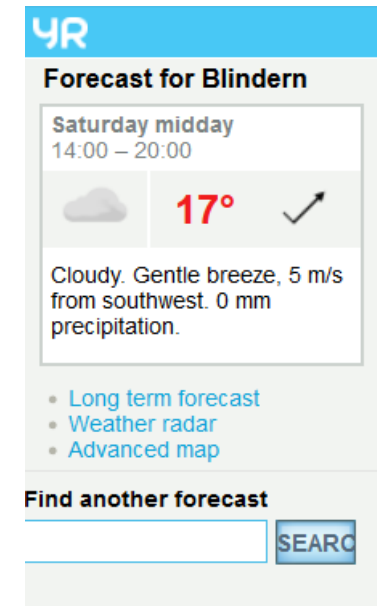 YR
Forecast for Blindern
Saturday midday
14:00 – 20:00
17°
Cloudy. Gentle breeze, 5 m/s
from southwest. 0 mm
precipitation.
Long term forecast
Weather radar
Advanced map
Find another forecast
SEARC